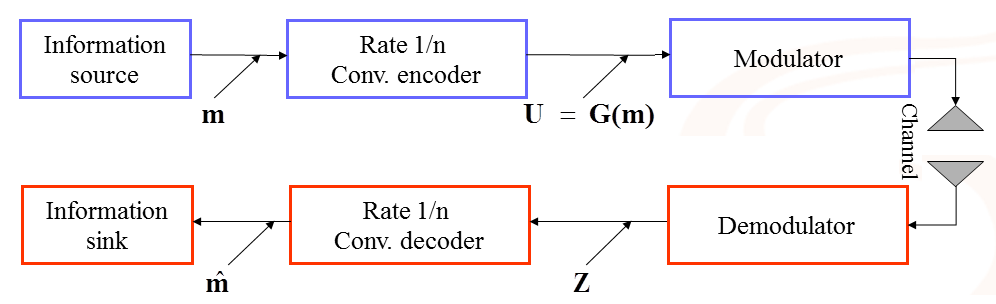 Information
source
Rate 1/n
Conv. encoder
Modulator
m
U = G(m)
Channel
Information
sink
Rate 1/n
Conv. decoder
Demodulator
m̂
Z